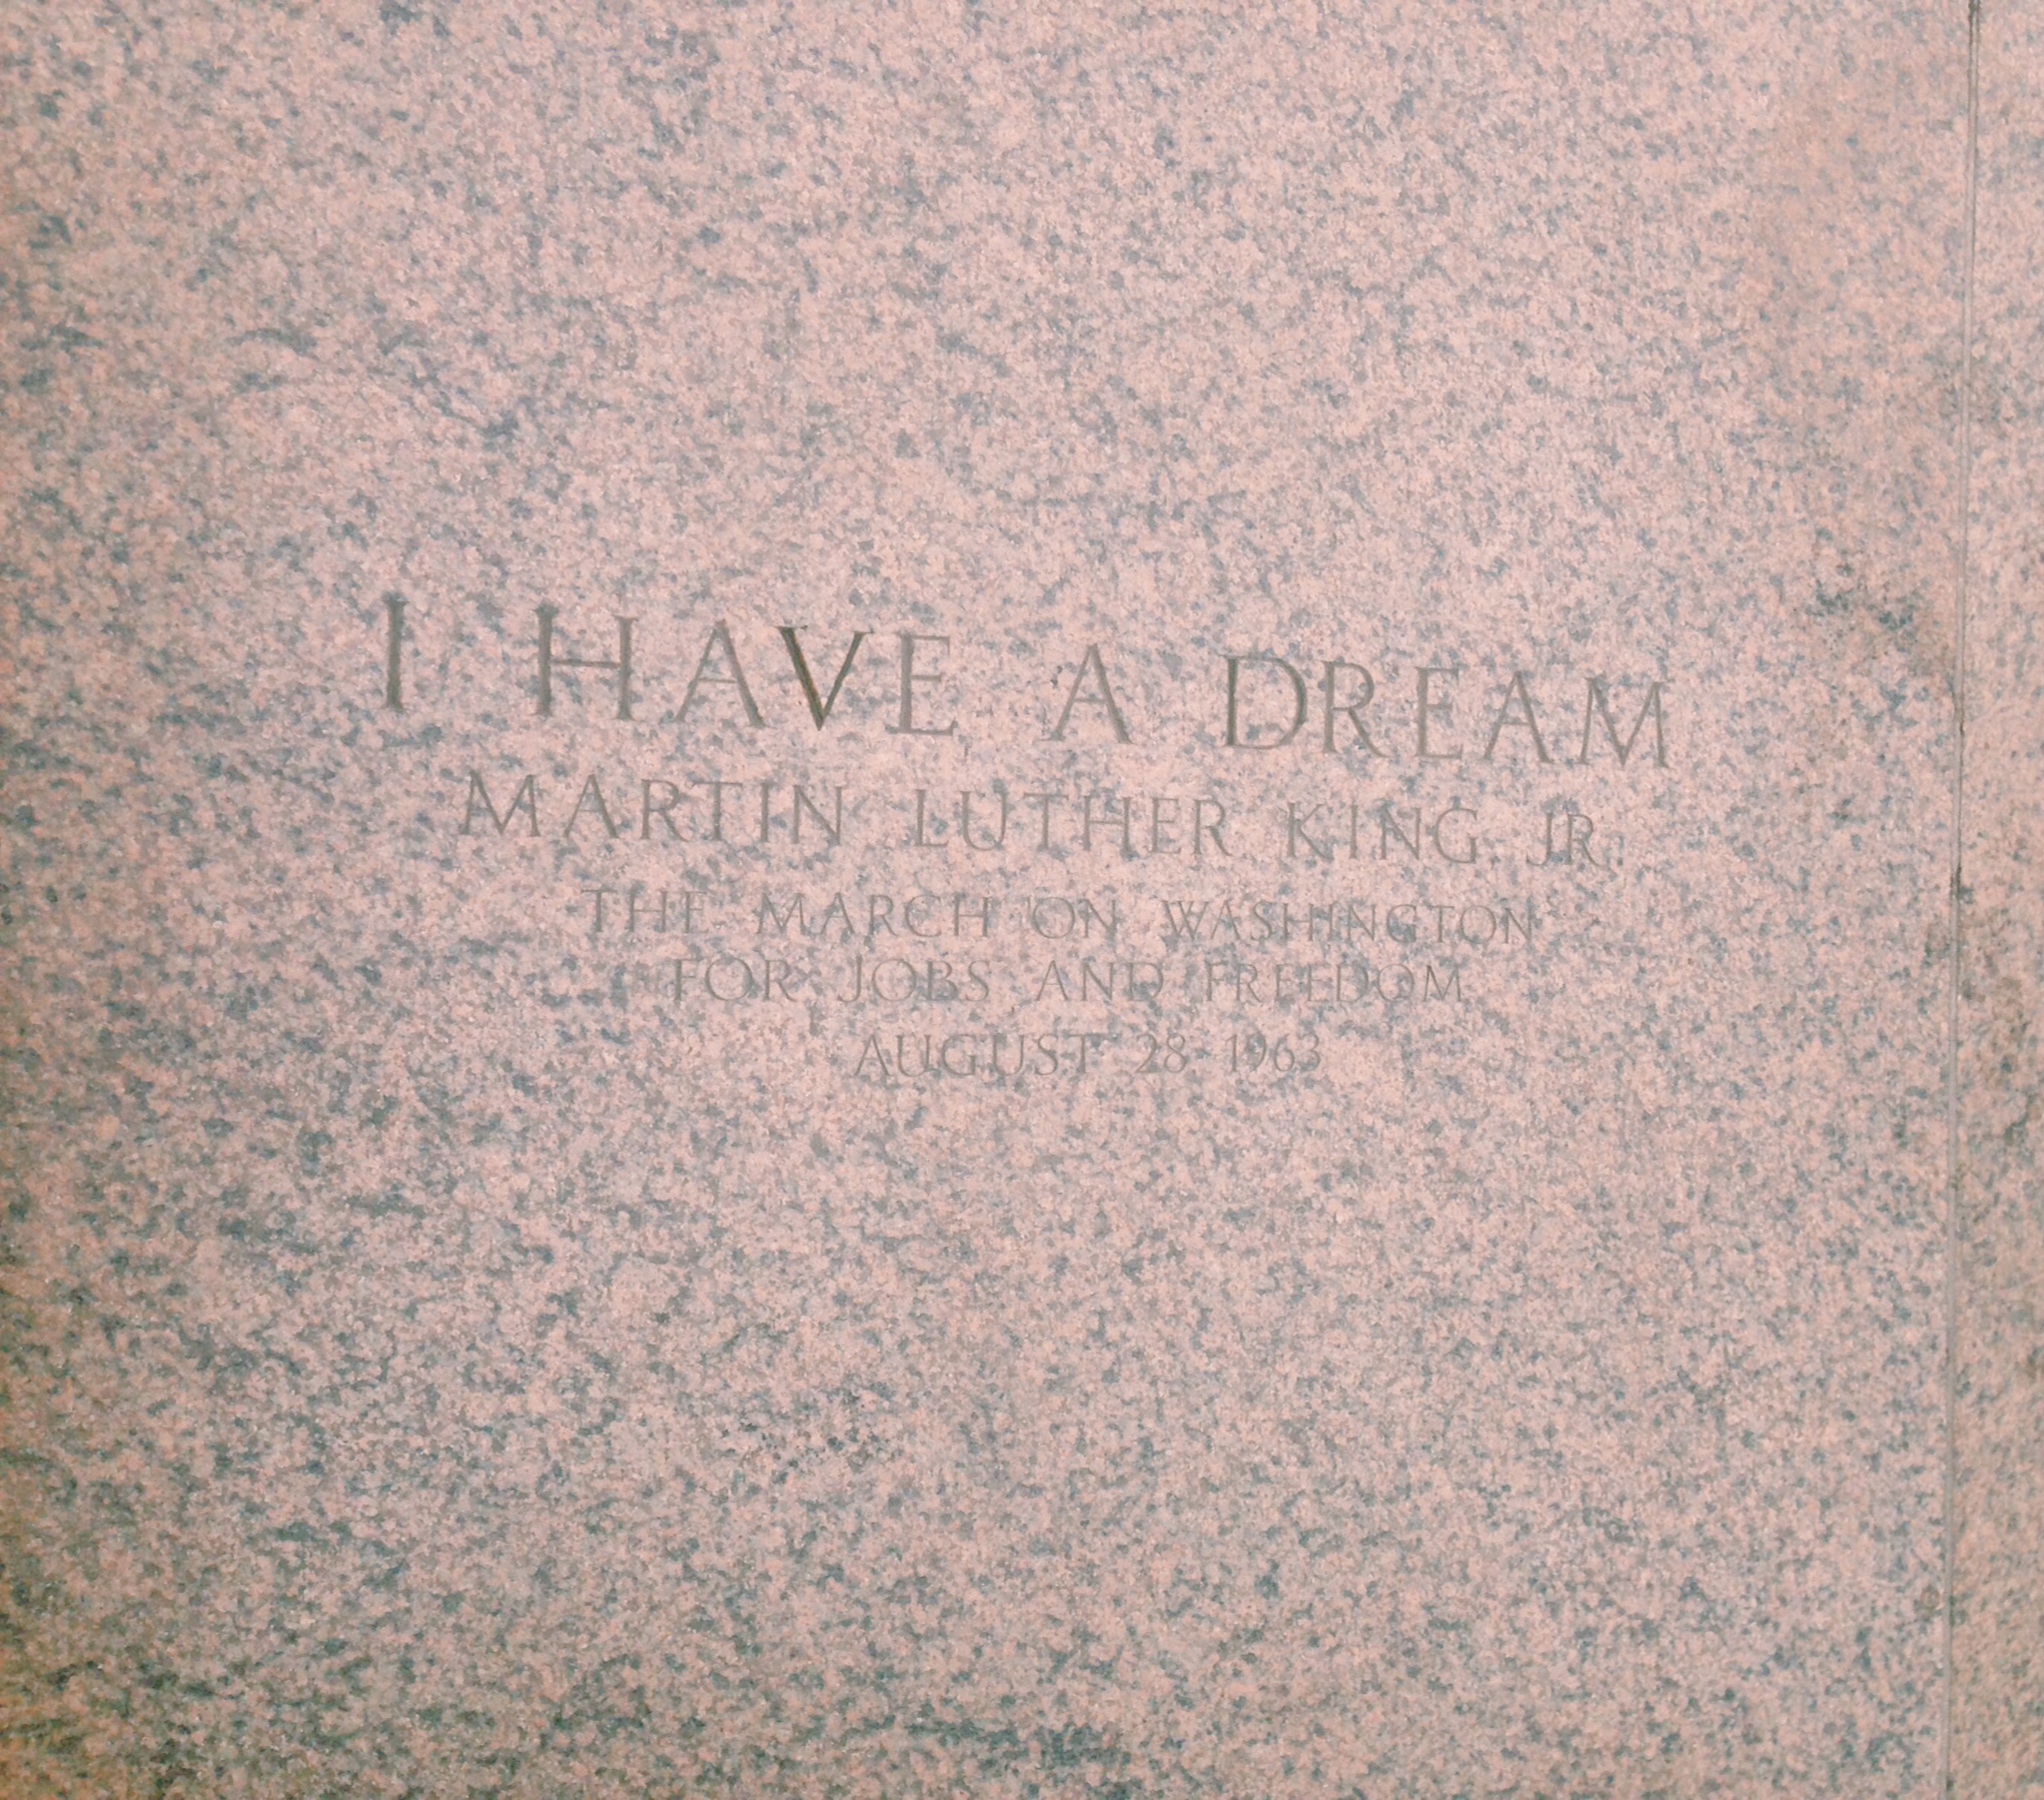 I HAVE A DREAM
MARTIN LUTHER KING JR
THE MARCH ON WASHINGTON
FOR JOBS AND FREEDOM
AUGUST 28 1963